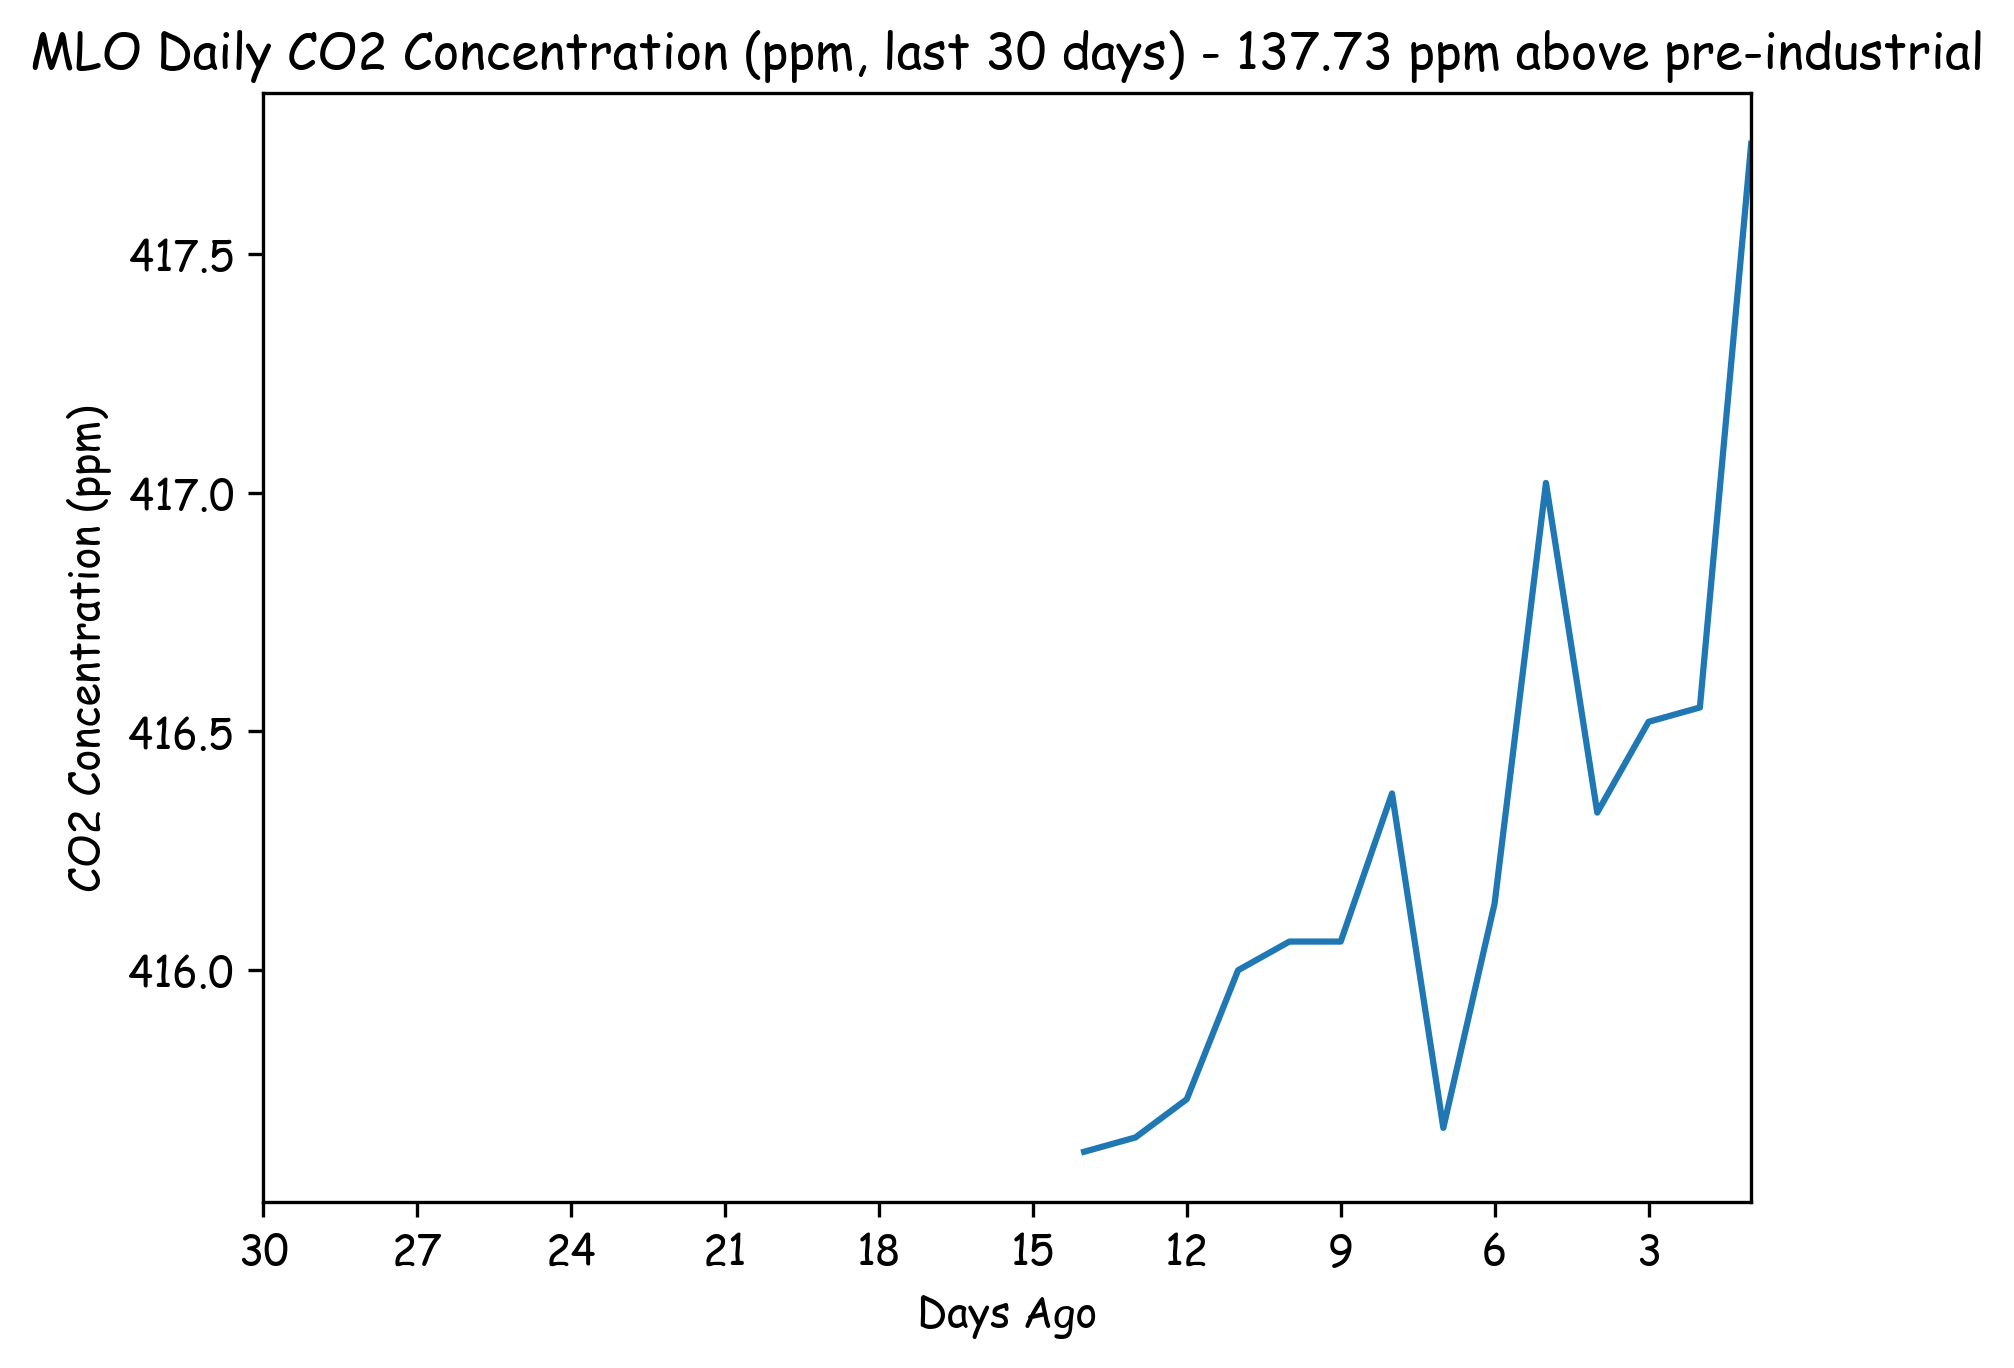 MLO Daily CO2 Concentration (ppm, last 30 days) - 137.73 ppm above pre-industrial
417.5
417.0
416.5
416.0
CO2 Concentration (ppm)
30 27 24 21 18 15 12 9 6 3
Days Ago